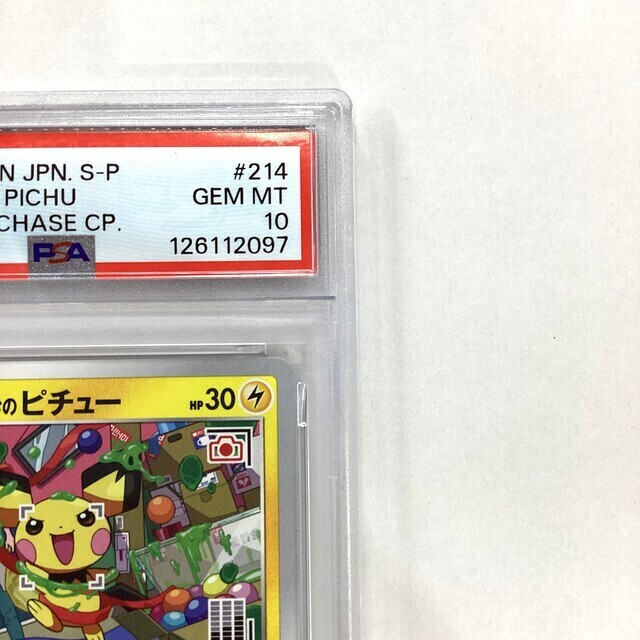 N JPN. S-P #214
PICHU GEM MT
CHASE CP. 10
PSA 126112097
のピチュー HP30